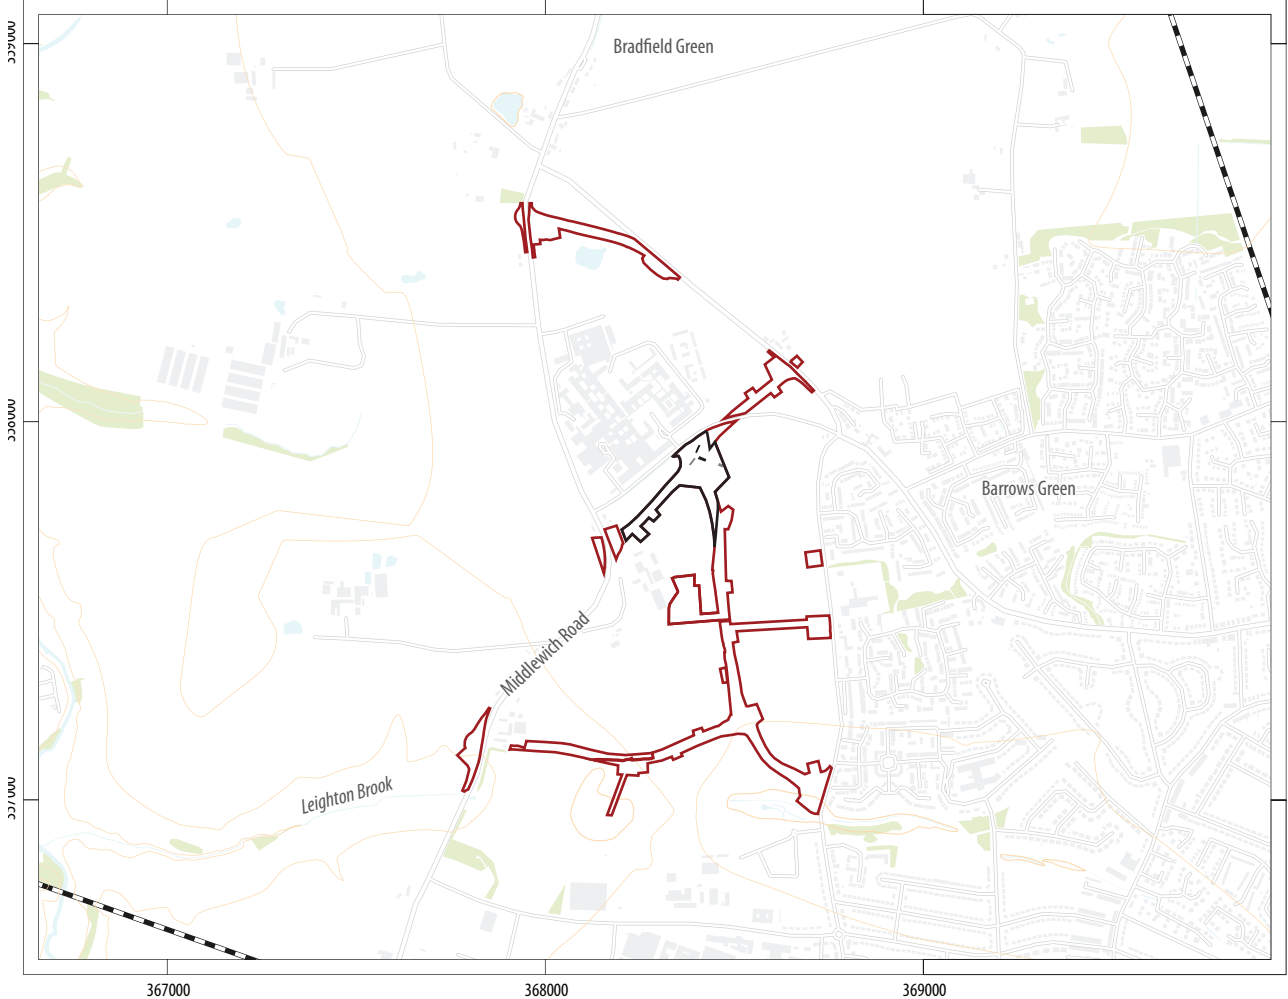 Bradfield Green
Barrows Green
Middlewich Road
Leighton Brook
367000
368000
369000